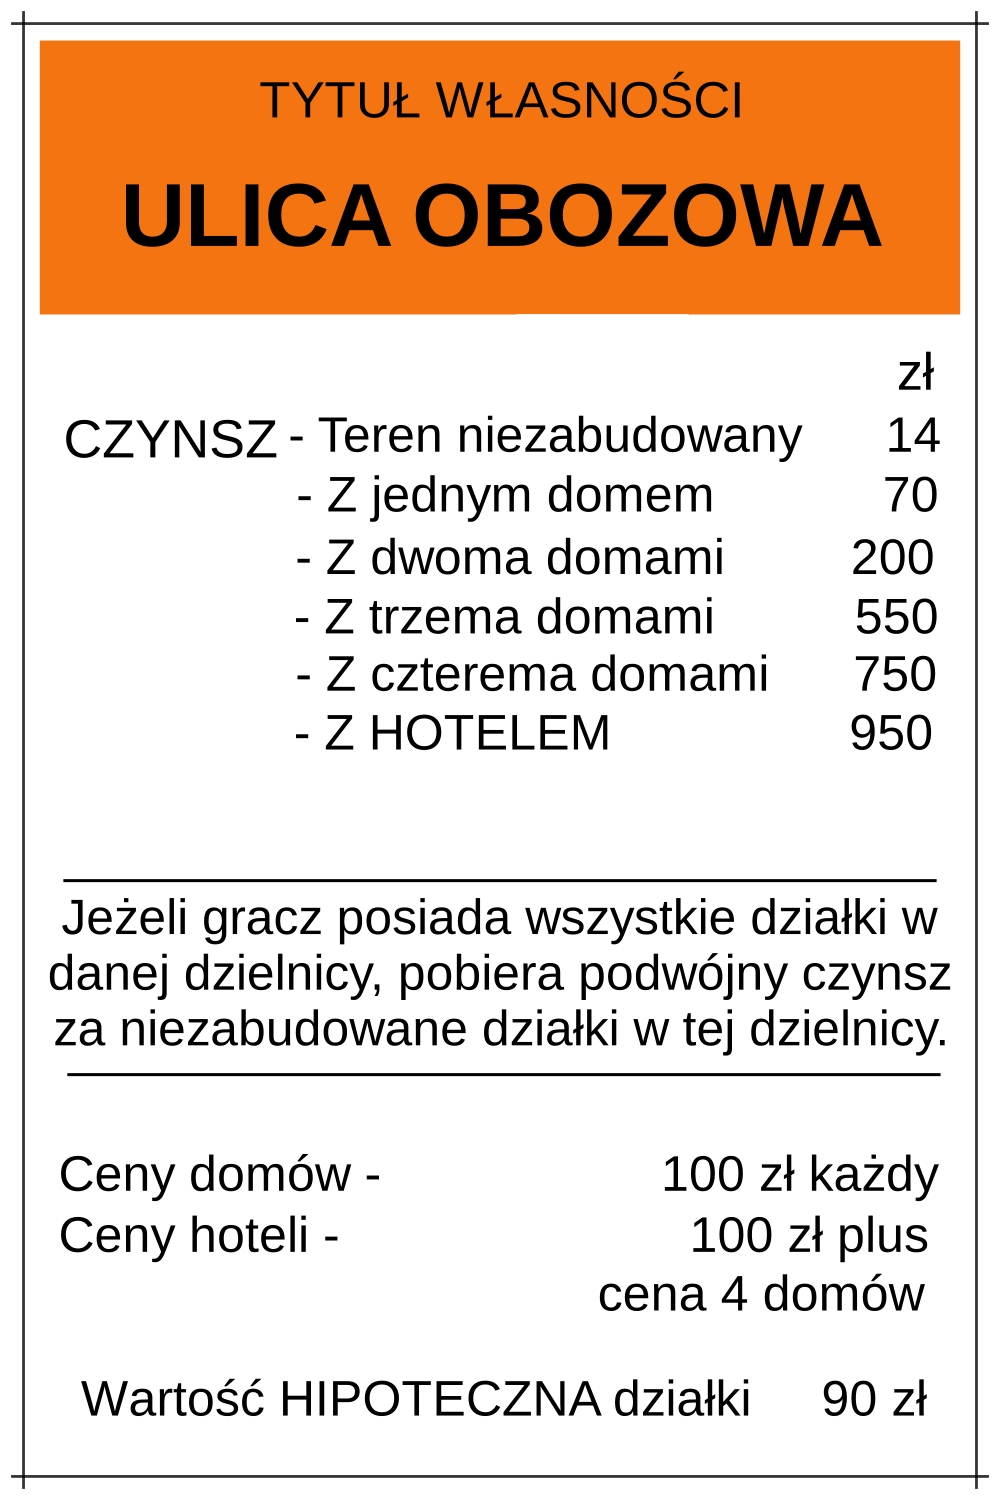 TYTUŁ WŁASNOŚCI
ULICA OBOZOWA
zł
CZYNSZ - Teren niezabudowany 14
- Z jednym domem 70
- Z dwoma domami 200
- Z trzema domami 550
- Z czterema domami 750
- Z HOTELEM 950
Jeżeli gracz posiada wszystkie działki w
danej dzielnicy, pobiera podwójny czynsz
za niezabudowane działki w tej dzielnicy.
Ceny domów - 100 zł każdy
Ceny hoteli - 100 zł plus
cena 4 domów
Wartość HIPOTECZNA działki 90 zł